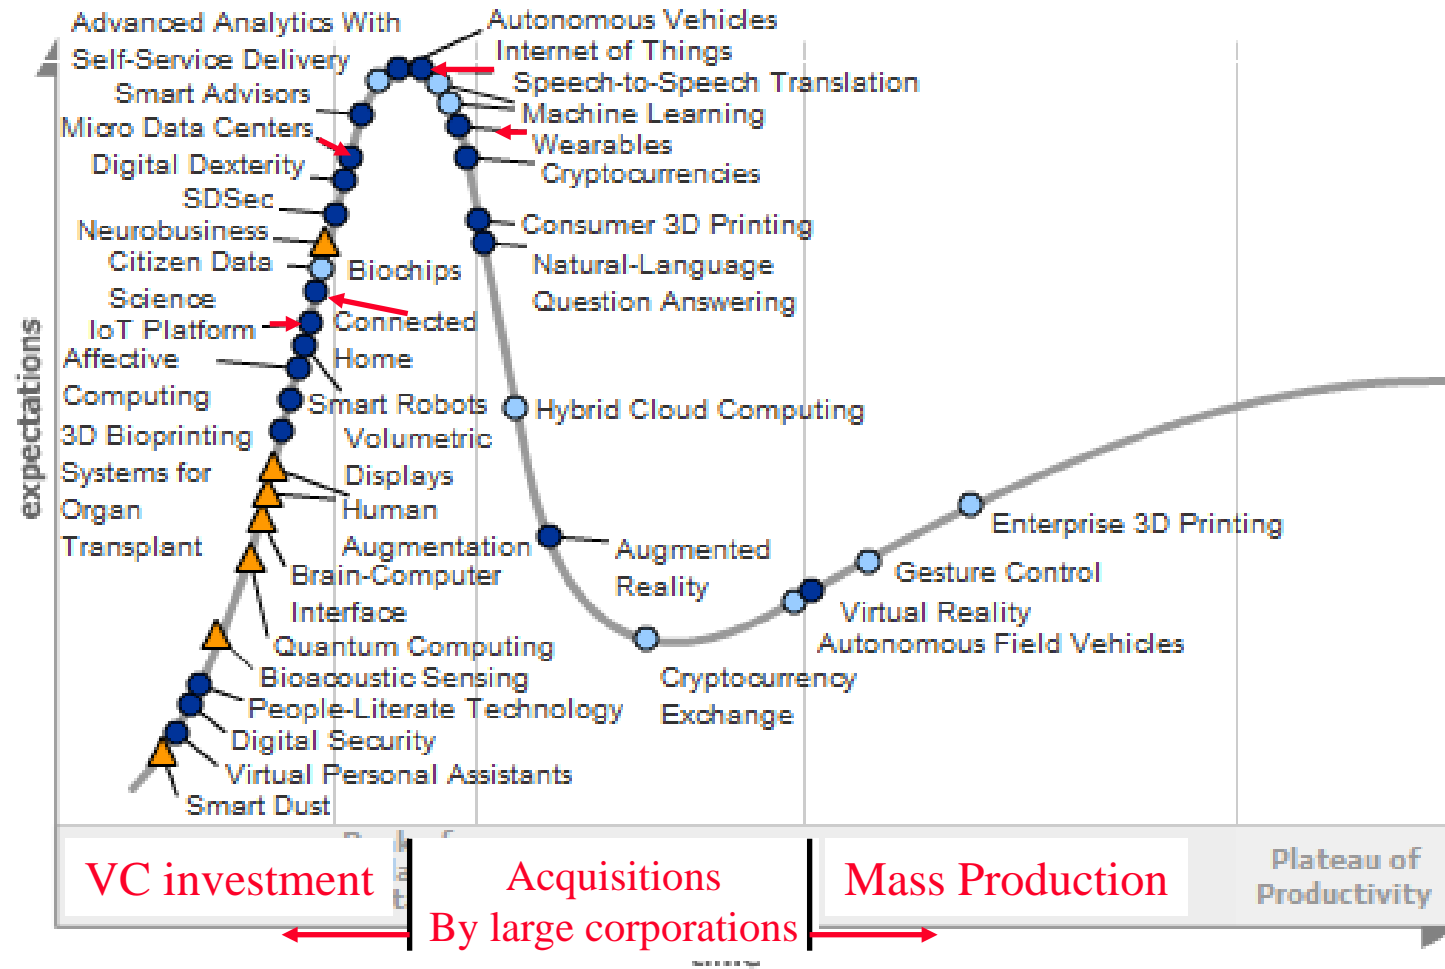 Advanced Analytics With
Self-Service Delivery
Smart Advisors
Micro Data Centers
Digital Dexterity
SDSec
Neurobusiness
Citizen Data
Science
IoT Platform
Affective
Computing
3D Bioprinting
Systems for
Organ
Transplant
Biochips
Connected
Home
Smart Robots
Volumetric
Displays
Human
Augmentation
Brain-Computer
Interface
Quantum Computing
Bioacoustic Sensing
People-Literate Technology
Digital Security
Virtual Personal Assistants
Smart Dust
Autonomous Vehicles
Internet of Things
Speech-to-Speech Translation
Machine Learning
Wearables
Cryptocurrencies
Consumer 3D Printing
Natural-Language
Question Answering
Hybrid Cloud Computing
Augmented
Reality
Cryptocurrency
Exchange
Enterprise 3D Printing
Gesture Control
Virtual Reality
Autonomous Field Vehicles
expectations
VC investment
Acquisitions
By large corporations
Mass Production
Plateau of
Productivity